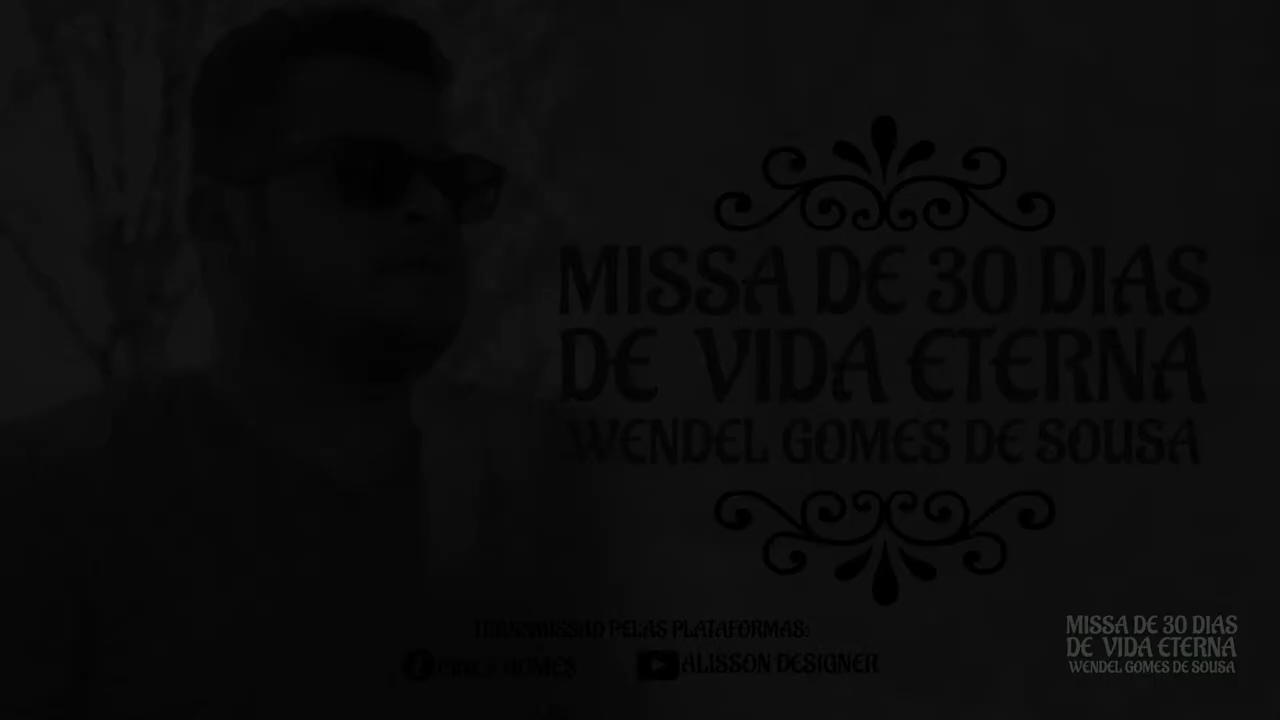 MISSA DE 30 DIAS
DE VIDA ETERNA
WENDEL GOMES DE SOUSA
PELAS PLATAFORMAS:
GOMES
ALISSON DESIGNER
MISSA DE 30 DIAS
DE VIDA ETERNA
WENDEL GOMES DE SOUSA